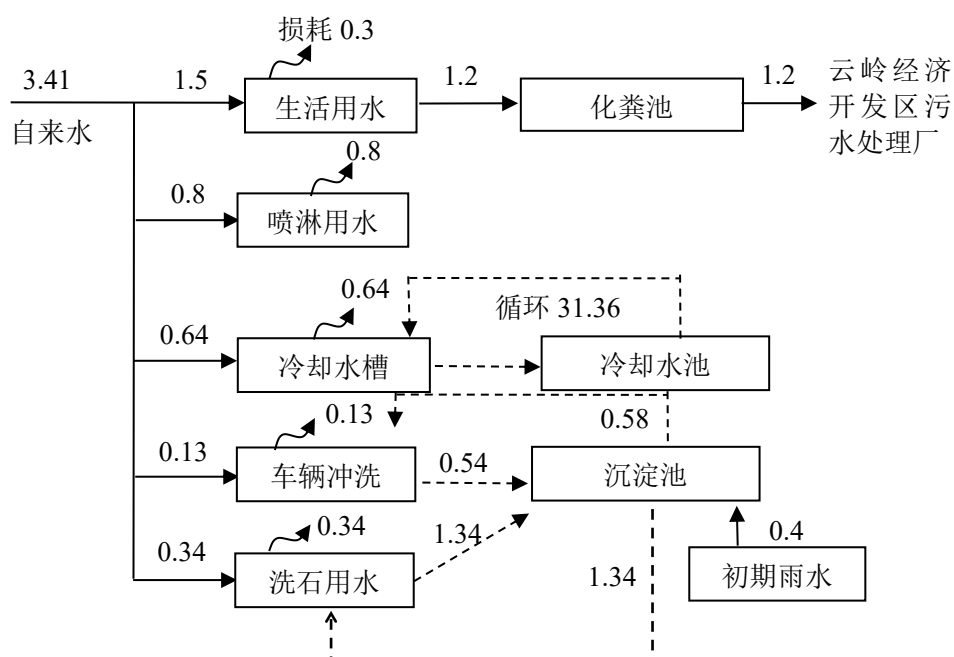 损耗 0.3
3.41
1.5
生活用水
1.2
化粪池
1.2
云岭经济
开发区污
水处理厂
自来水
0.8
0.8
喷淋用水
0.64
循环 31.36
0.64
冷却水槽
冷却水池
0.13
0.58
0.13
车辆冲洗
0.54
沉淀池
0.34
1.34
0.4
0.34
洗石用水
1.34
初期雨水